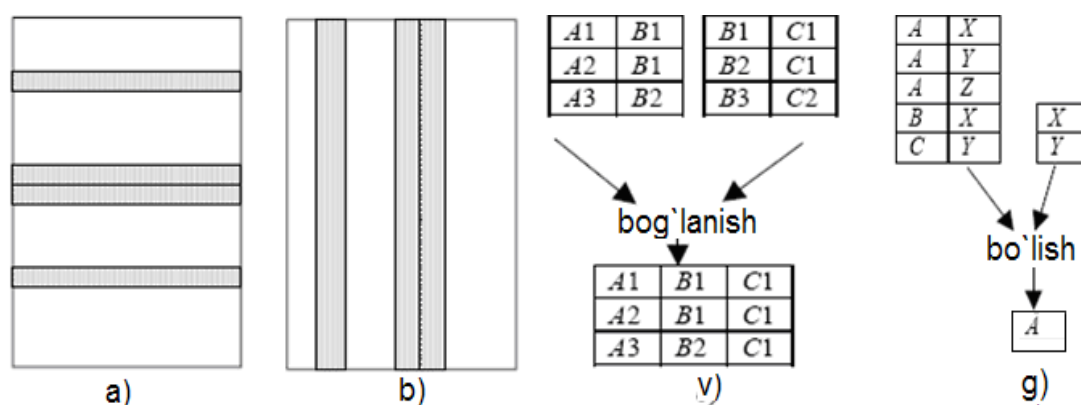 A1 B1
A2 B1
A3 B2
B1 C1
B2 C1
B3 C2
bog`lanish
A1 B1 C1
A2 B1 C1
A3 B2 C1
A X
A Y
A Z
B X
C Y
X
Y
bo`lish
A
a) b) v) g)